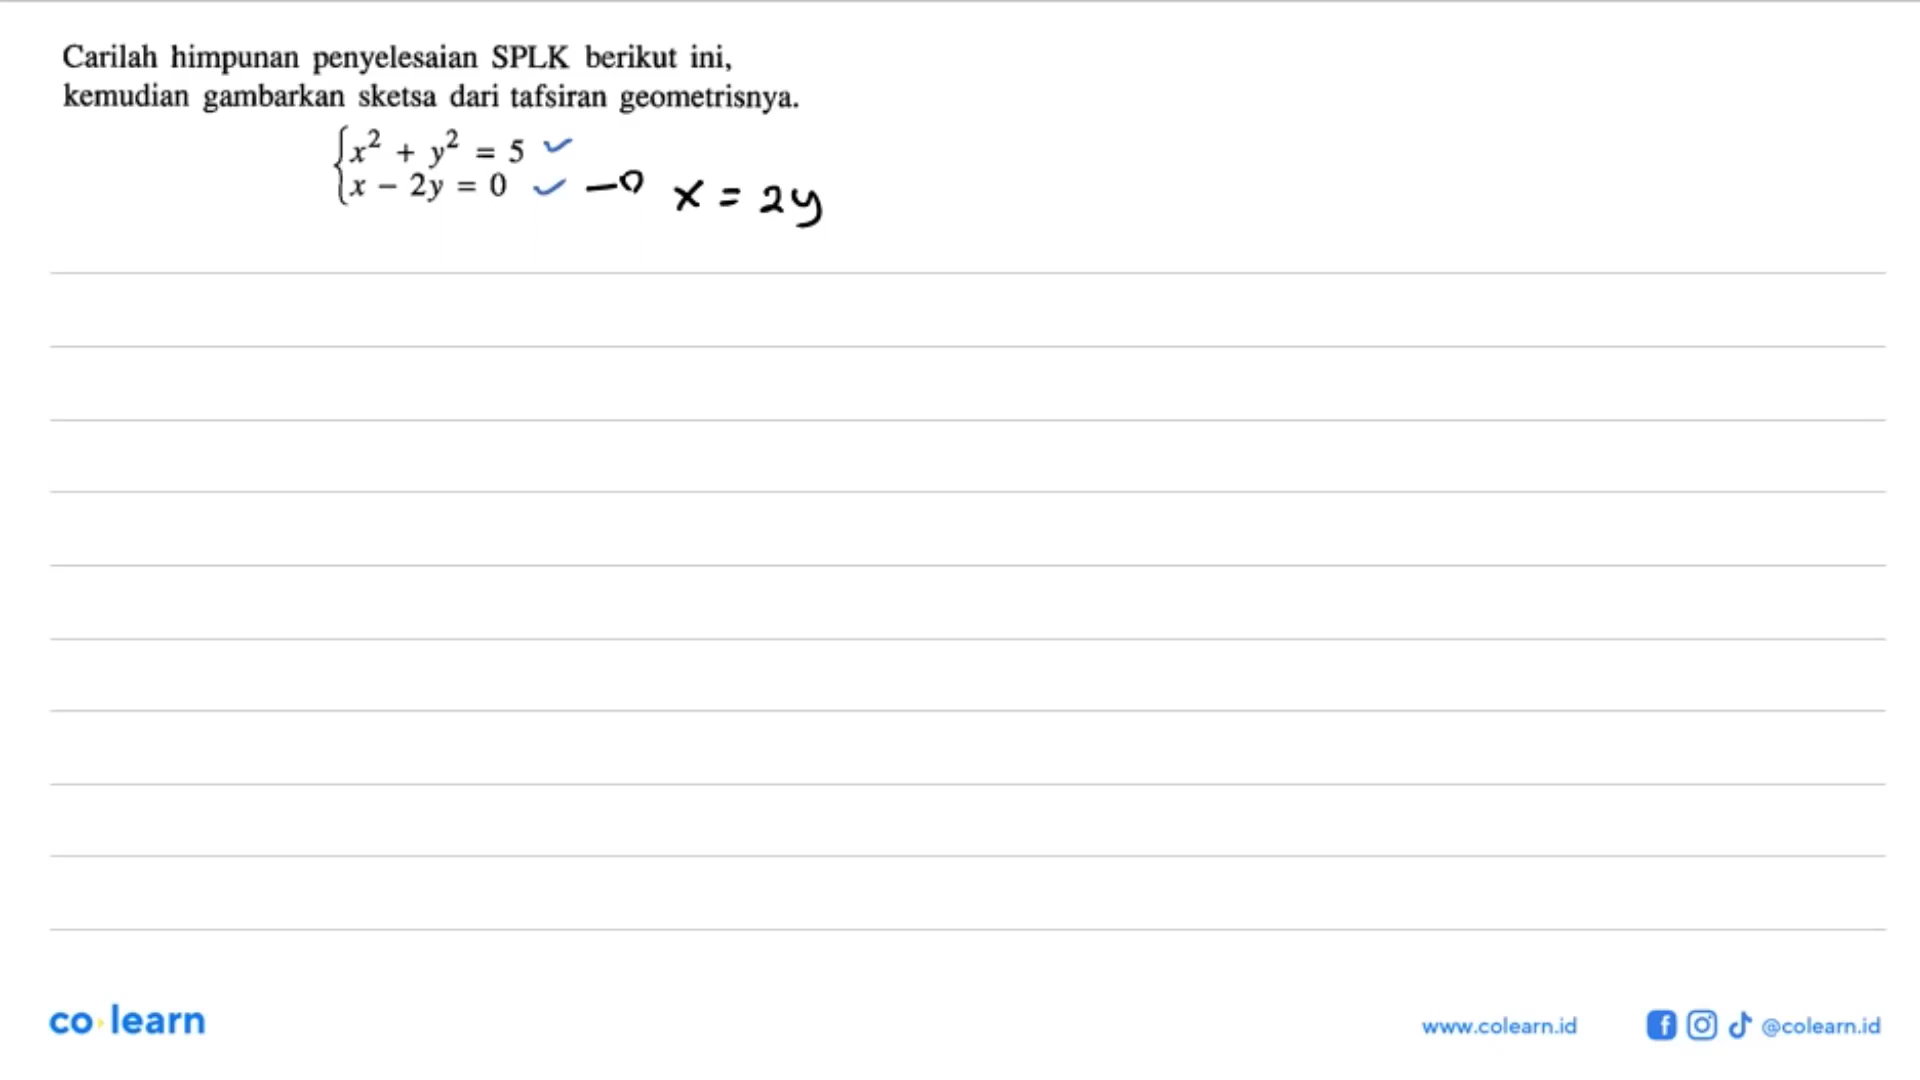 Carilah himpunan penyelesaian SPLK berikut ini,
kemudian gambarkan sketsa dari tafsiran geometrisnya.
x² + y² = 5
x − 2y = 0 → x = 2y
co learn
www.colearn.id @colearn.id